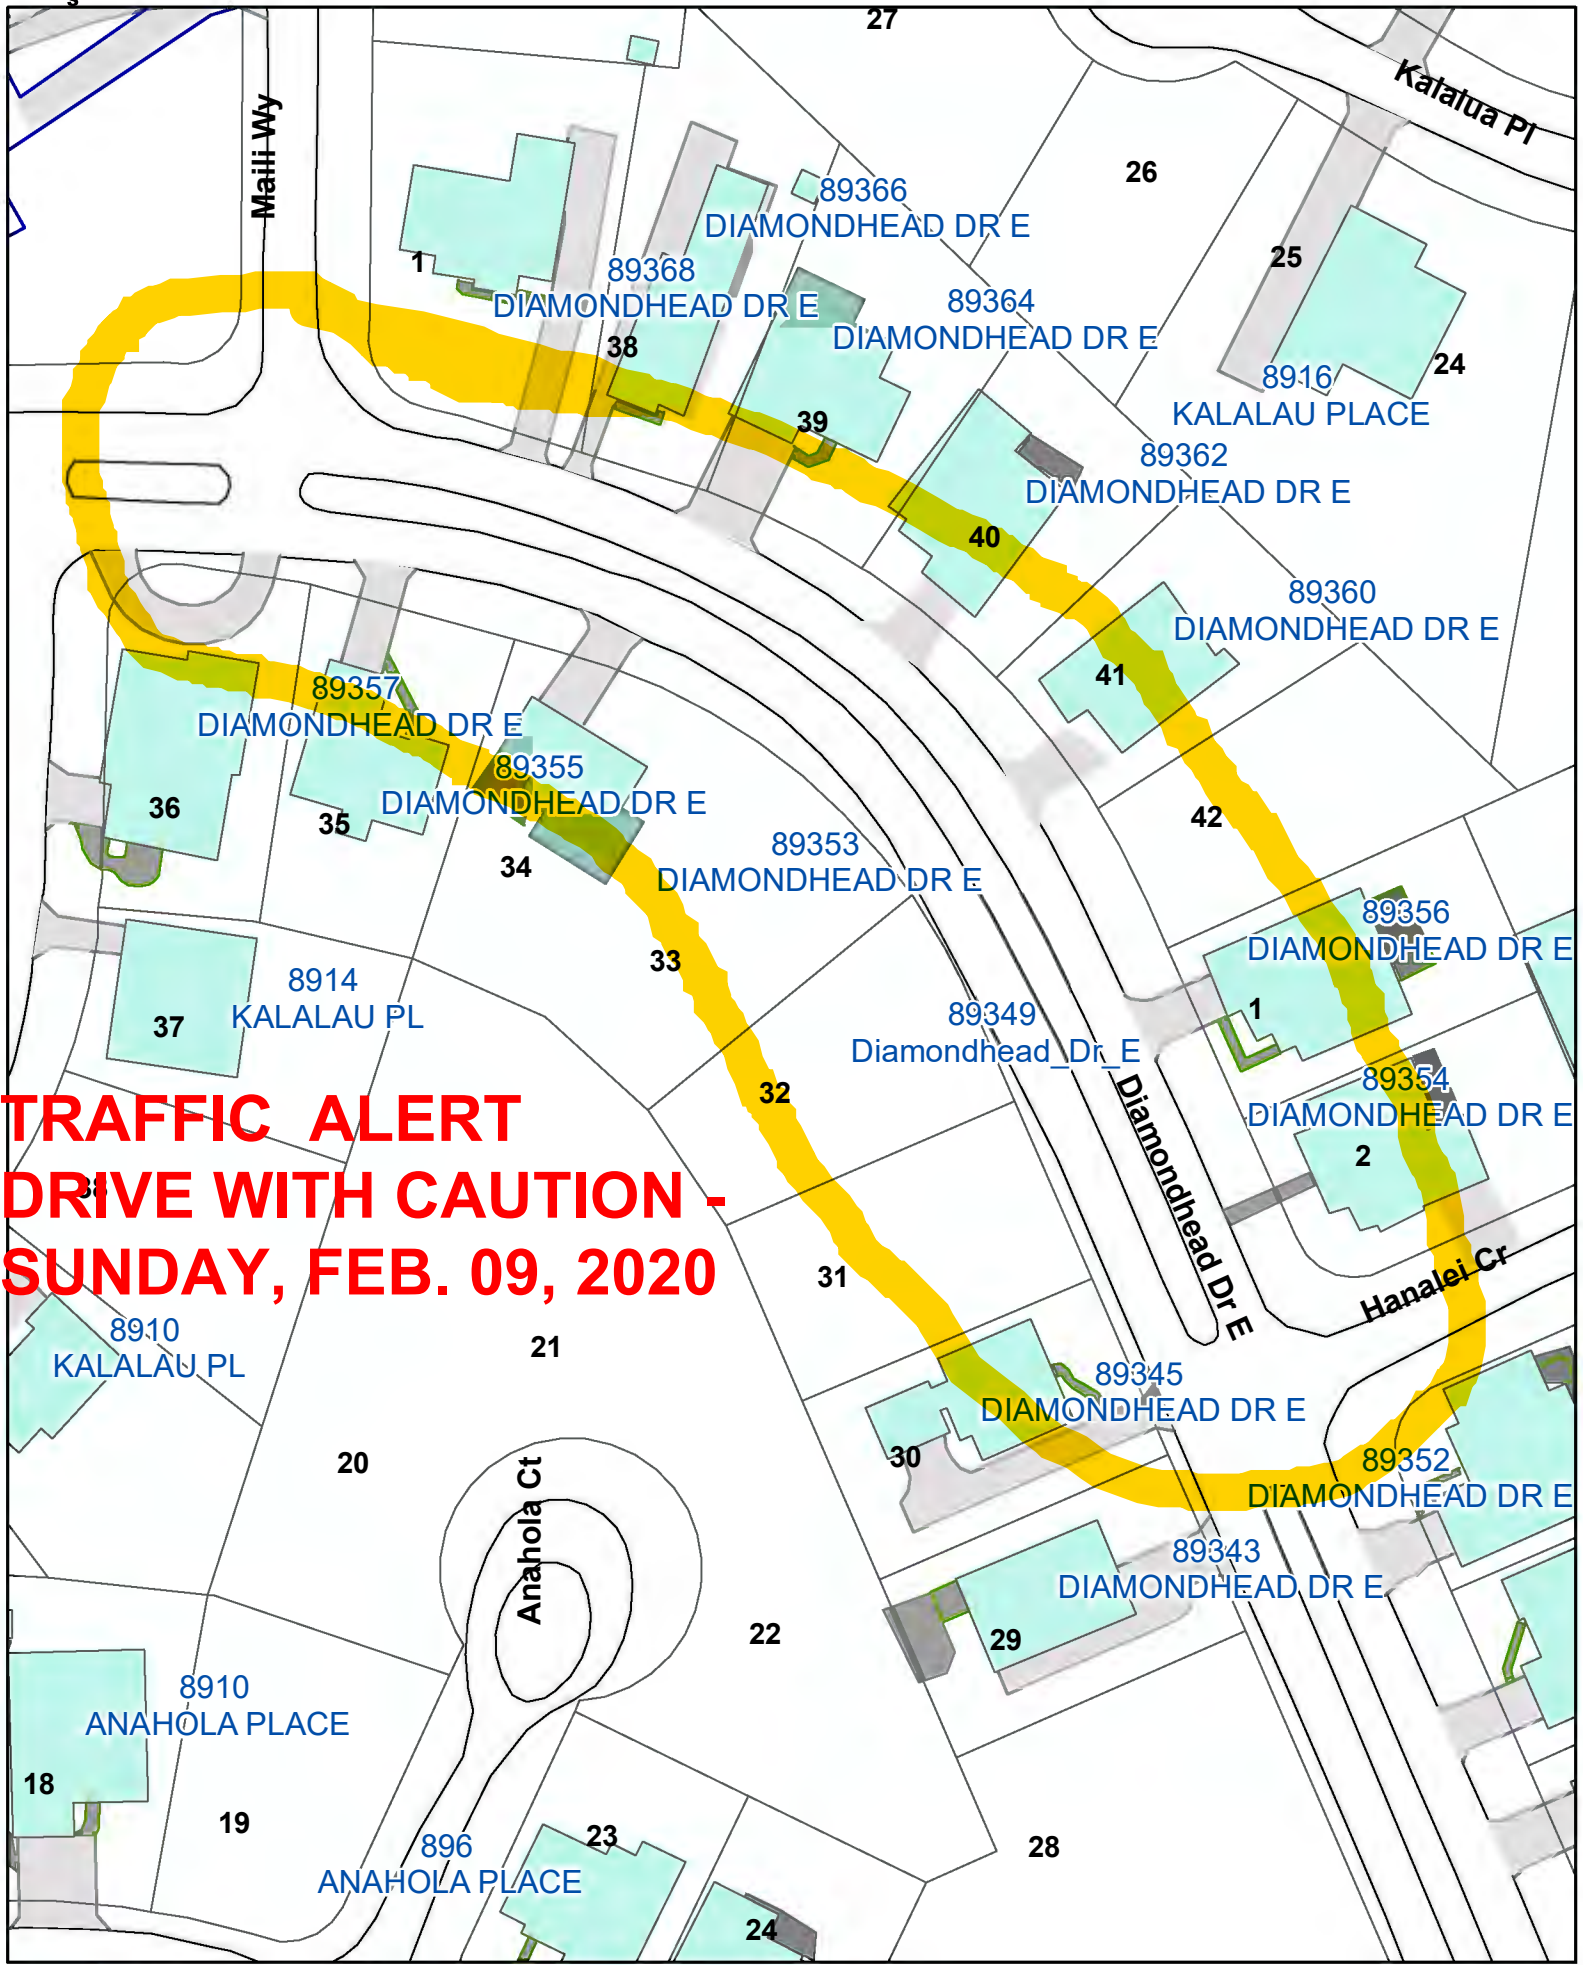 27
Kalalua Pl
Maili Wy
26
89366
DIAMONDHEAD DR E
25
1
89368
DIAMONDHEAD DR E
89364
DIAMONDHEAD DR E
38
24
8916
KALALAU PLACE
39
89362
DIAMONDHEAD DR E
40
89360
DIAMONDHEAD DR E
41
89357
DIAMONDHEAD DR E
89355
DIAMONDHEAD DR E
36
35
42
34
89353
DIAMONDHEAD DR E
89356
DIAMONDHEAD DR E
33
8914
KALALAU PL
37
89349
Diamondhead_Dr_E
1
32
89354
DIAMONDHEAD DR E
TRAFFIC ALERT
DRIVE WITH CAUTION -
SUNDAY, FEB. 09, 2020
38
2
Diamondhead Dr E
Hanalei Cr
31
8910
KALALAU PL
21
89345
DIAMONDHEAD DR E
30
20
89352
DIAMONDHEAD DR E
Anahola Ct
89343
DIAMONDHEAD DR E
22
29
8910
ANAHOLA PLACE
18
19
23
28
896
ANAHOLA PLACE
24